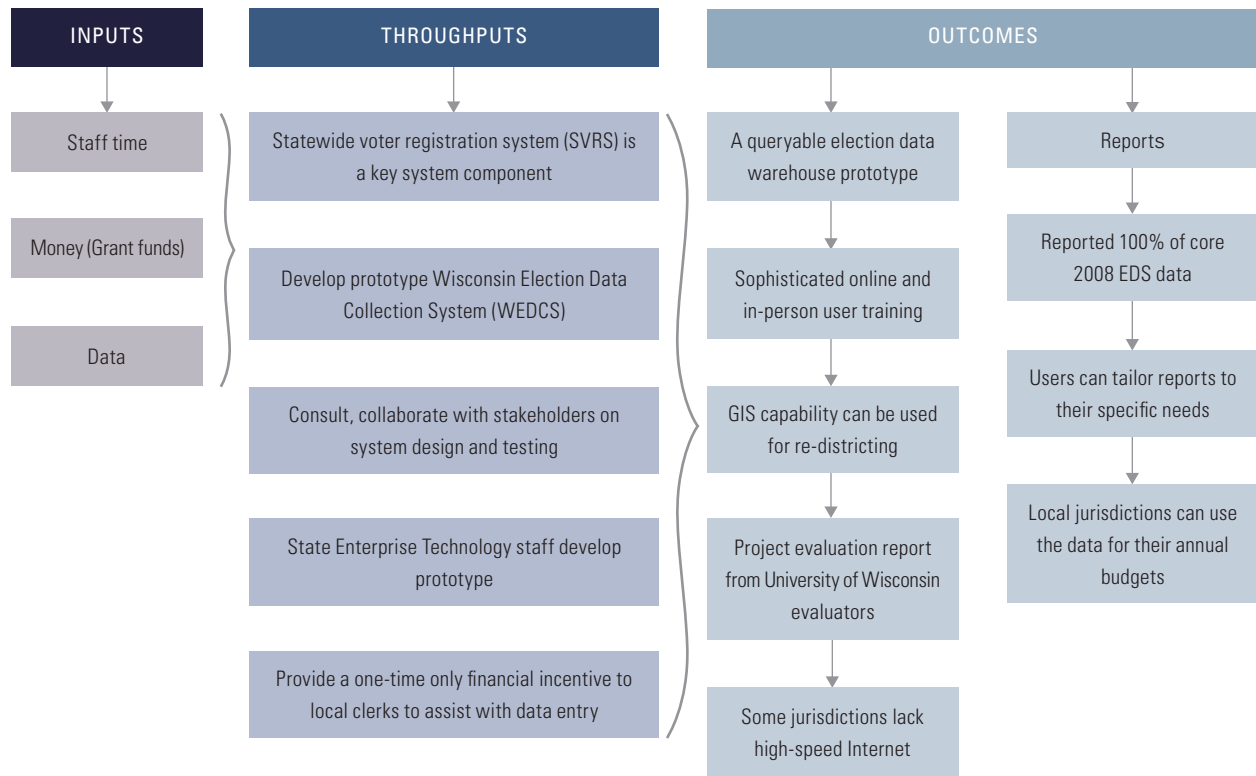 INPUTS
Staff time
Money (Grant funds)
Data
THROUGHPUTS
Statewide voter registration system (SVRS) is
a key system component
Develop prototype Wisconsin Election Data
Collection System (WEDCS)
Consult, collaborate with stakeholders on
system design and testing
State Enterprise Technology staff develop
prototype
Provide a one-time only financial incentive to
local clerks to assist with data entry
OUTCOMES
A queryable election data
warehouse prototype
Sophisticated online and
in-person user training
GIS capability can be used
for re-districting
Project evaluation report
from University of Wisconsin
evaluators
Some jurisdictions lack
high-speed Internet
Reports
Reported 100% of core
2008 EDS data
Users can tailor reports to
their specific needs
Local jurisdictions can use
the data for their annual
budgets